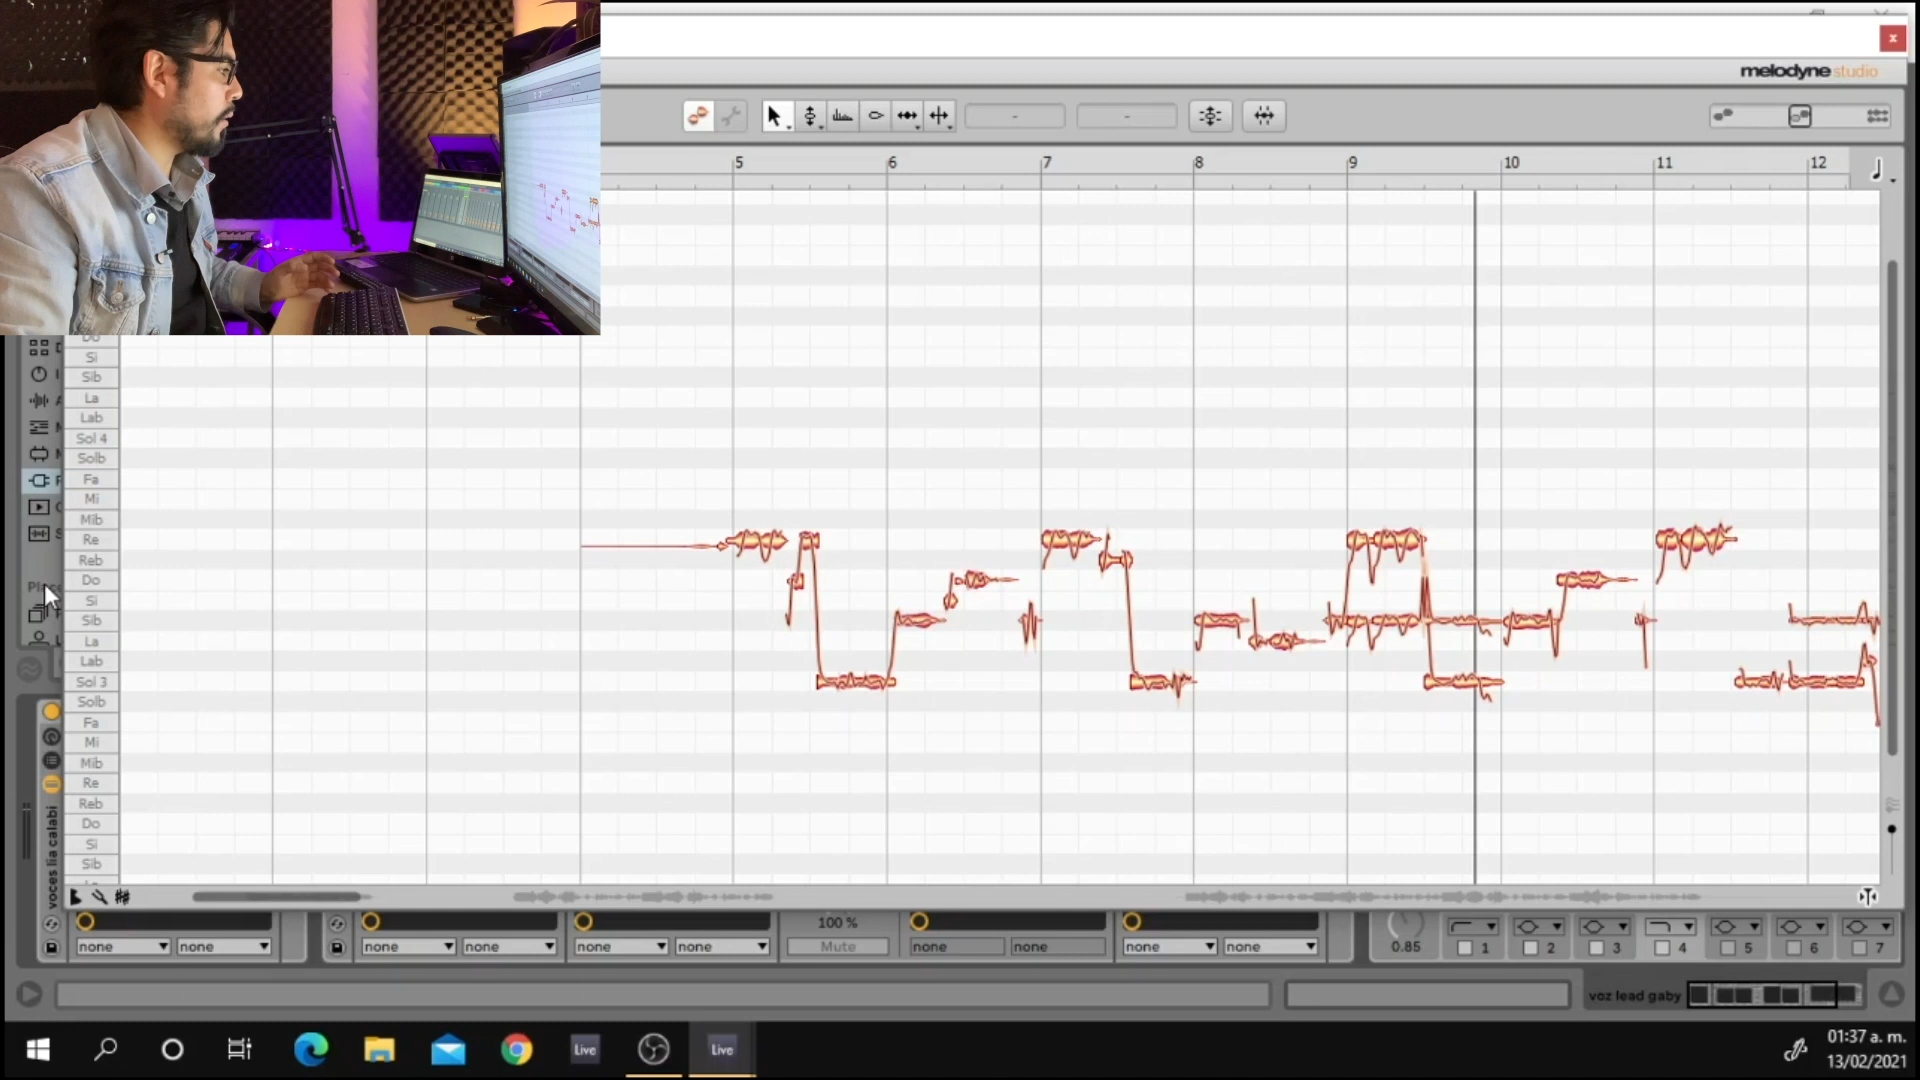 melodyne studio
-
-
5 6 7 8 9 10 11 12
Do
Si
Sib
La
Lab
Sol 4
Solb
Fa
Mi
Mib
Re
Reb
Do
Si
Sib
La
Lab
Sol 3
Solb
Fa
Mi
Mib
Re
Reb
Do
Si
Sib
voces lia calabi
none none none none none none 100 % Mute none none none none
0.85
1 2 3 4 5 6 7
voz lead gaby
Live Live
01:37 a. m.
13/02/2021